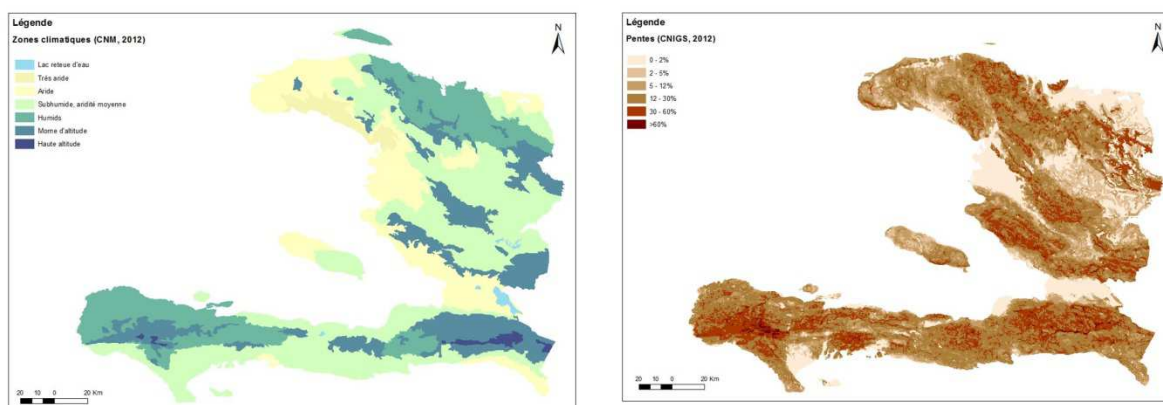 Légende
Zones climatiques (CNM, 2012)
Lac reteue d'eau
Très aride
Aride
Subhumide, aridité moyenne
Humids
Morne d'altitude
Haute altitude
N
20 10 0 20 Km
Légende
Pentes (CNIGS, 2012)
0 - 2%
2 - 5%
5 - 12%
12 - 30%
30 - 60%
>60%
N
20 10 0 20 Km